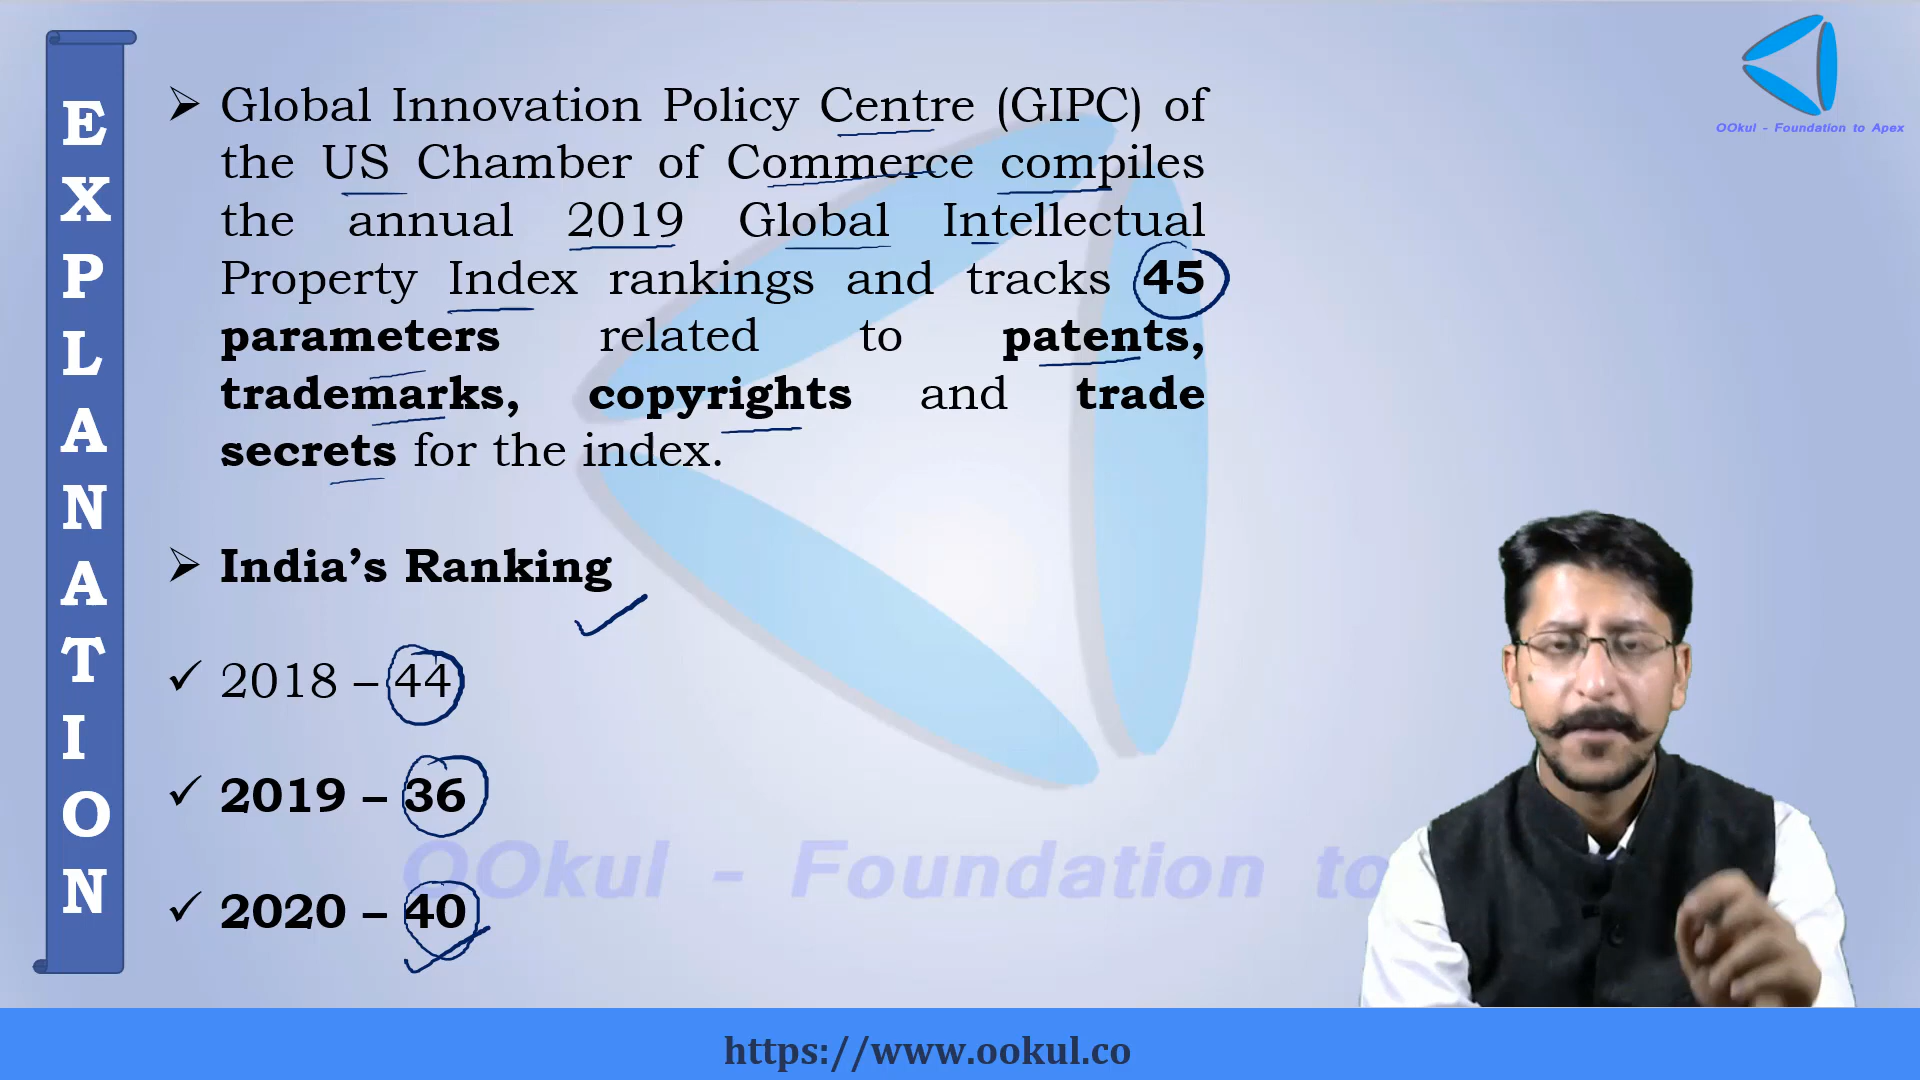 EXPLANATION
➢ Global Innovation Policy Centre (GIPC) of
the US Chamber of Commerce compiles
the annual 2019 Global Intellectual
Property Index rankings and tracks 45
parameters related to patents,
trademarks, copyrights and trade
secrets for the index.
➢ India’s Ranking
✓ 2018 – 44
✓ 2019 – 36
✓ 2020 – 40
OOkul - Foundation to Apex
OOkul - Foundation to
https://www.ookul.co